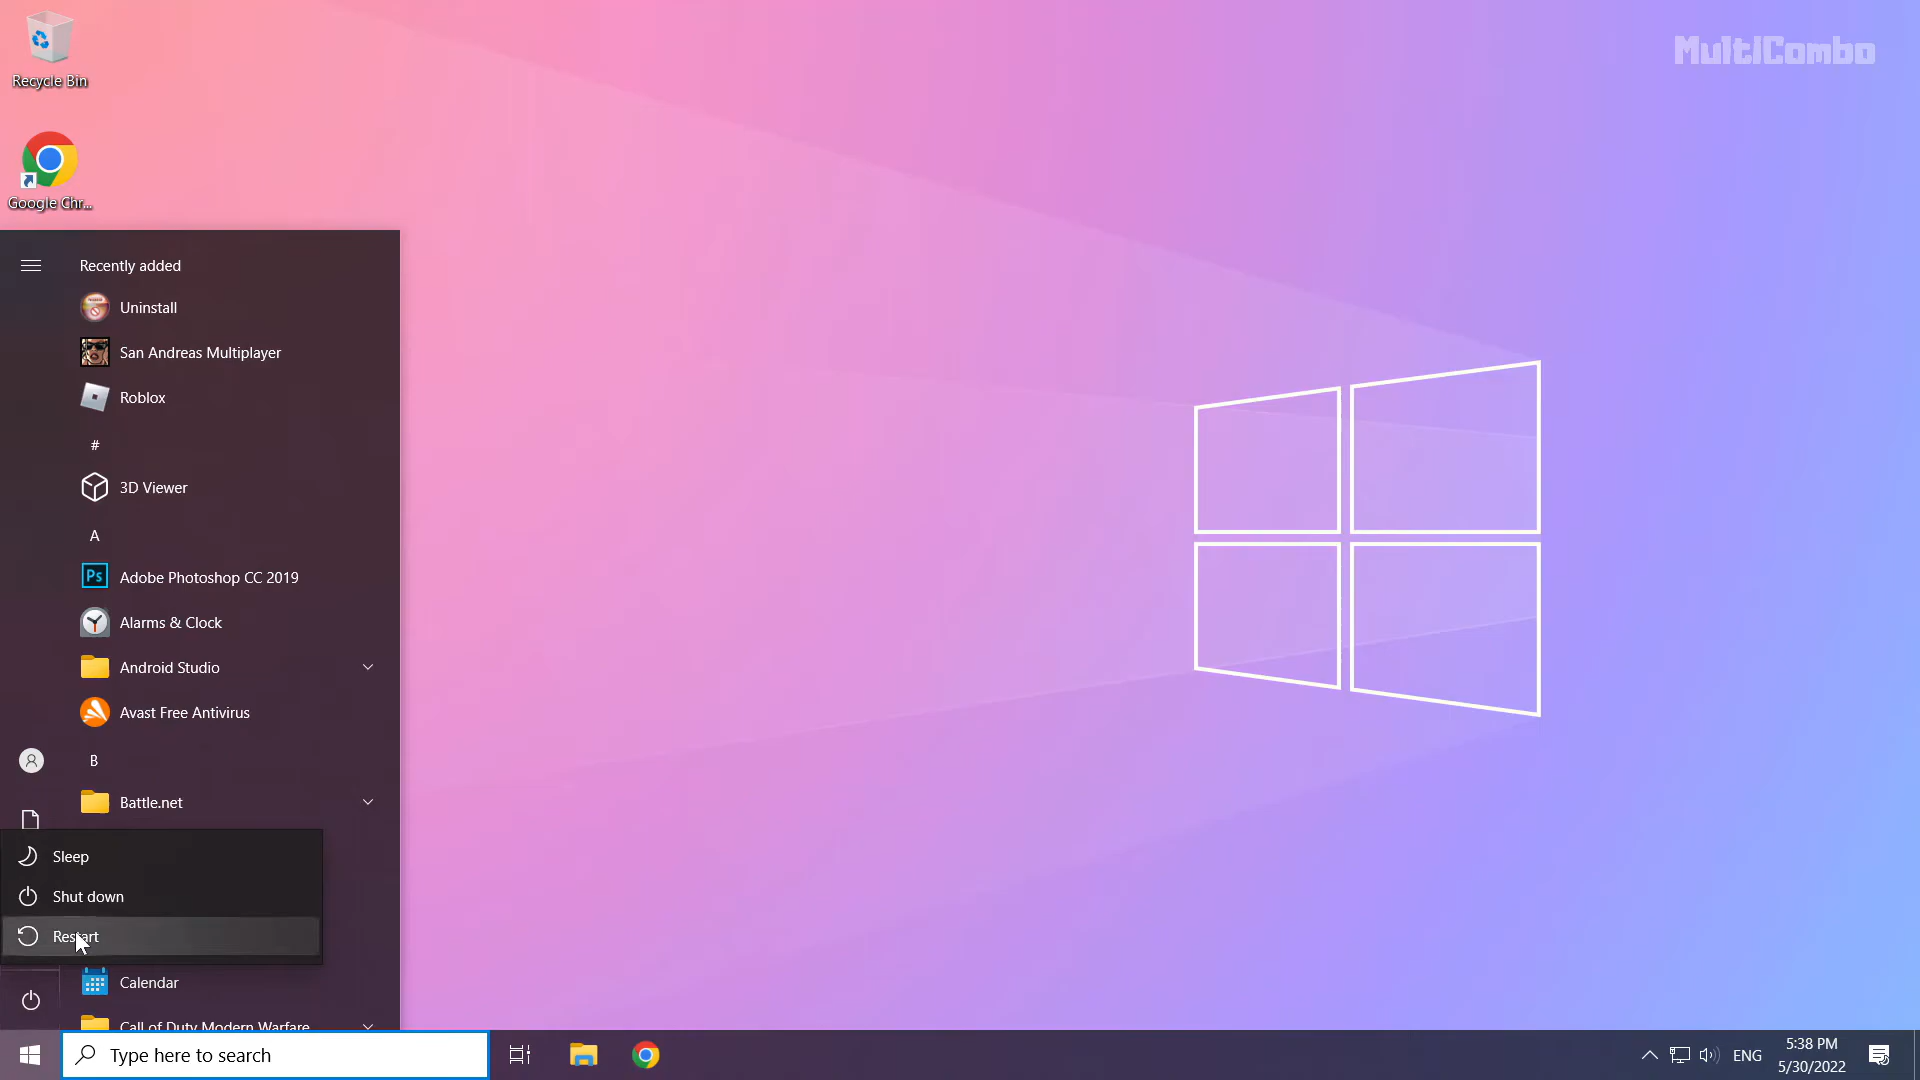 MultiCombo
Recycle Bin
Google Chr...
Recently added
Uninstall
San Andreas Multiplayer
Roblox
#
3D Viewer
A
Ps
Adobe Photoshop CC 2019
Alarms & Clock
Android Studio
Avast Free Antivirus
B
Battle.net
Sleep
Shut down
Restart
Calendar
Call of Duty Modern Warfare
Type here to search
ENG
5:38 PM
5/30/2022